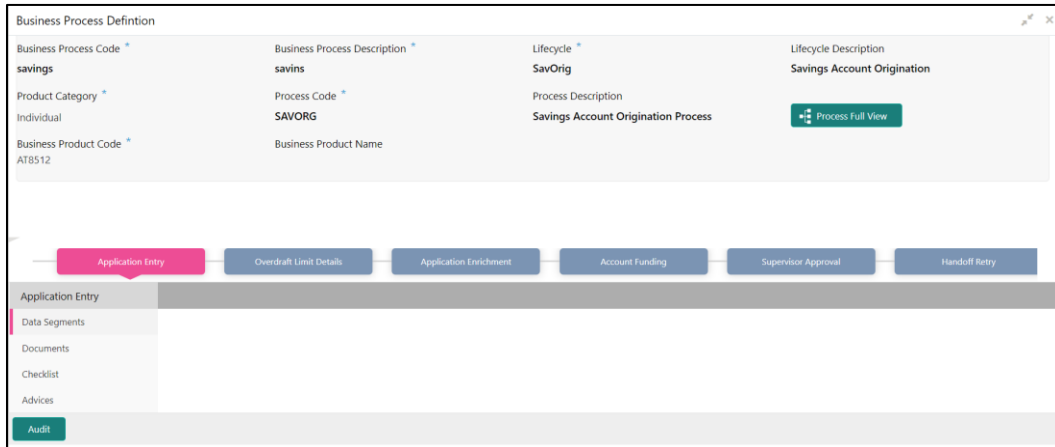 Business Process Defintion
Business Process Code * Business Process Description * Lifecycle * Lifecycle Description
savings savins SavOrig Savings Account Origination
Product Category * Process Code * Process Description
Individual SAVORG Savings Account Origination Process Process Full View
Business Product Code * Business Product Name
AT8512
Application Entry Overdraft Limit Details Application Enrichment Account Funding Supervisor Approval Handoff Retry
Application Entry
Data Segments
Documents
Checklist
Advices
Audit